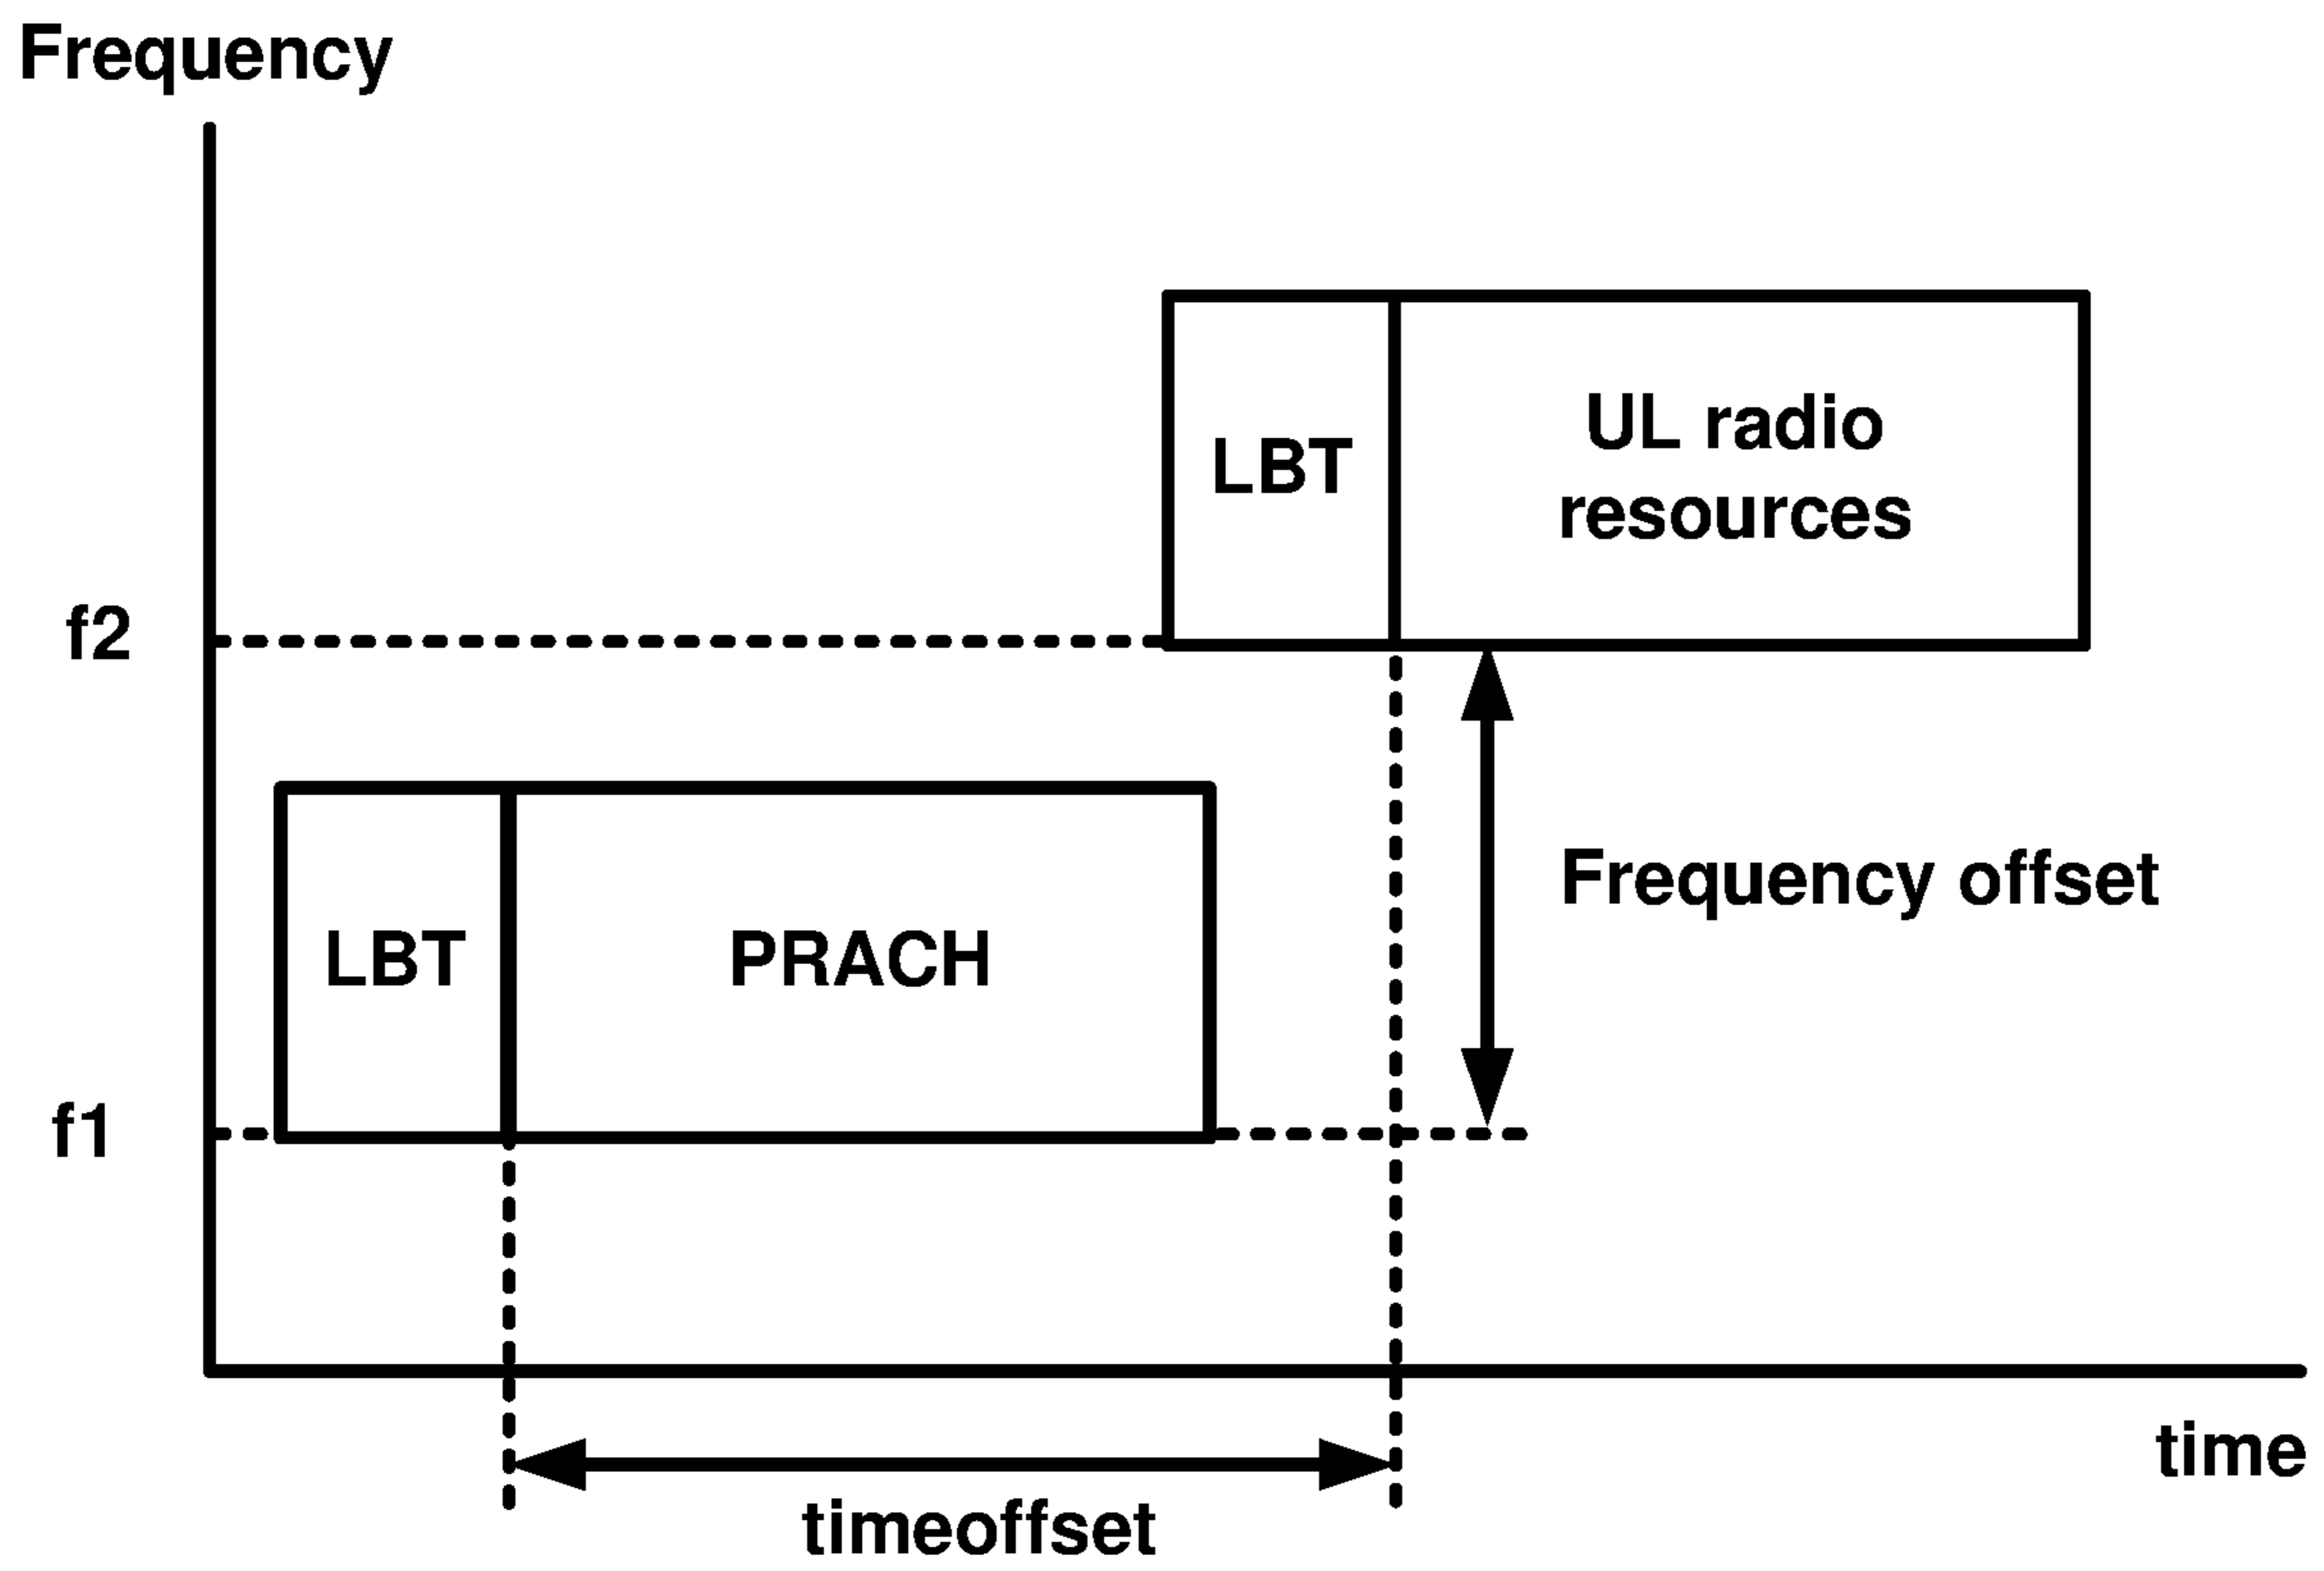 Frequency
LBT
UL radio
resources
f2
Frequency offset
LBT
PRACH
f1
time
timeoffset